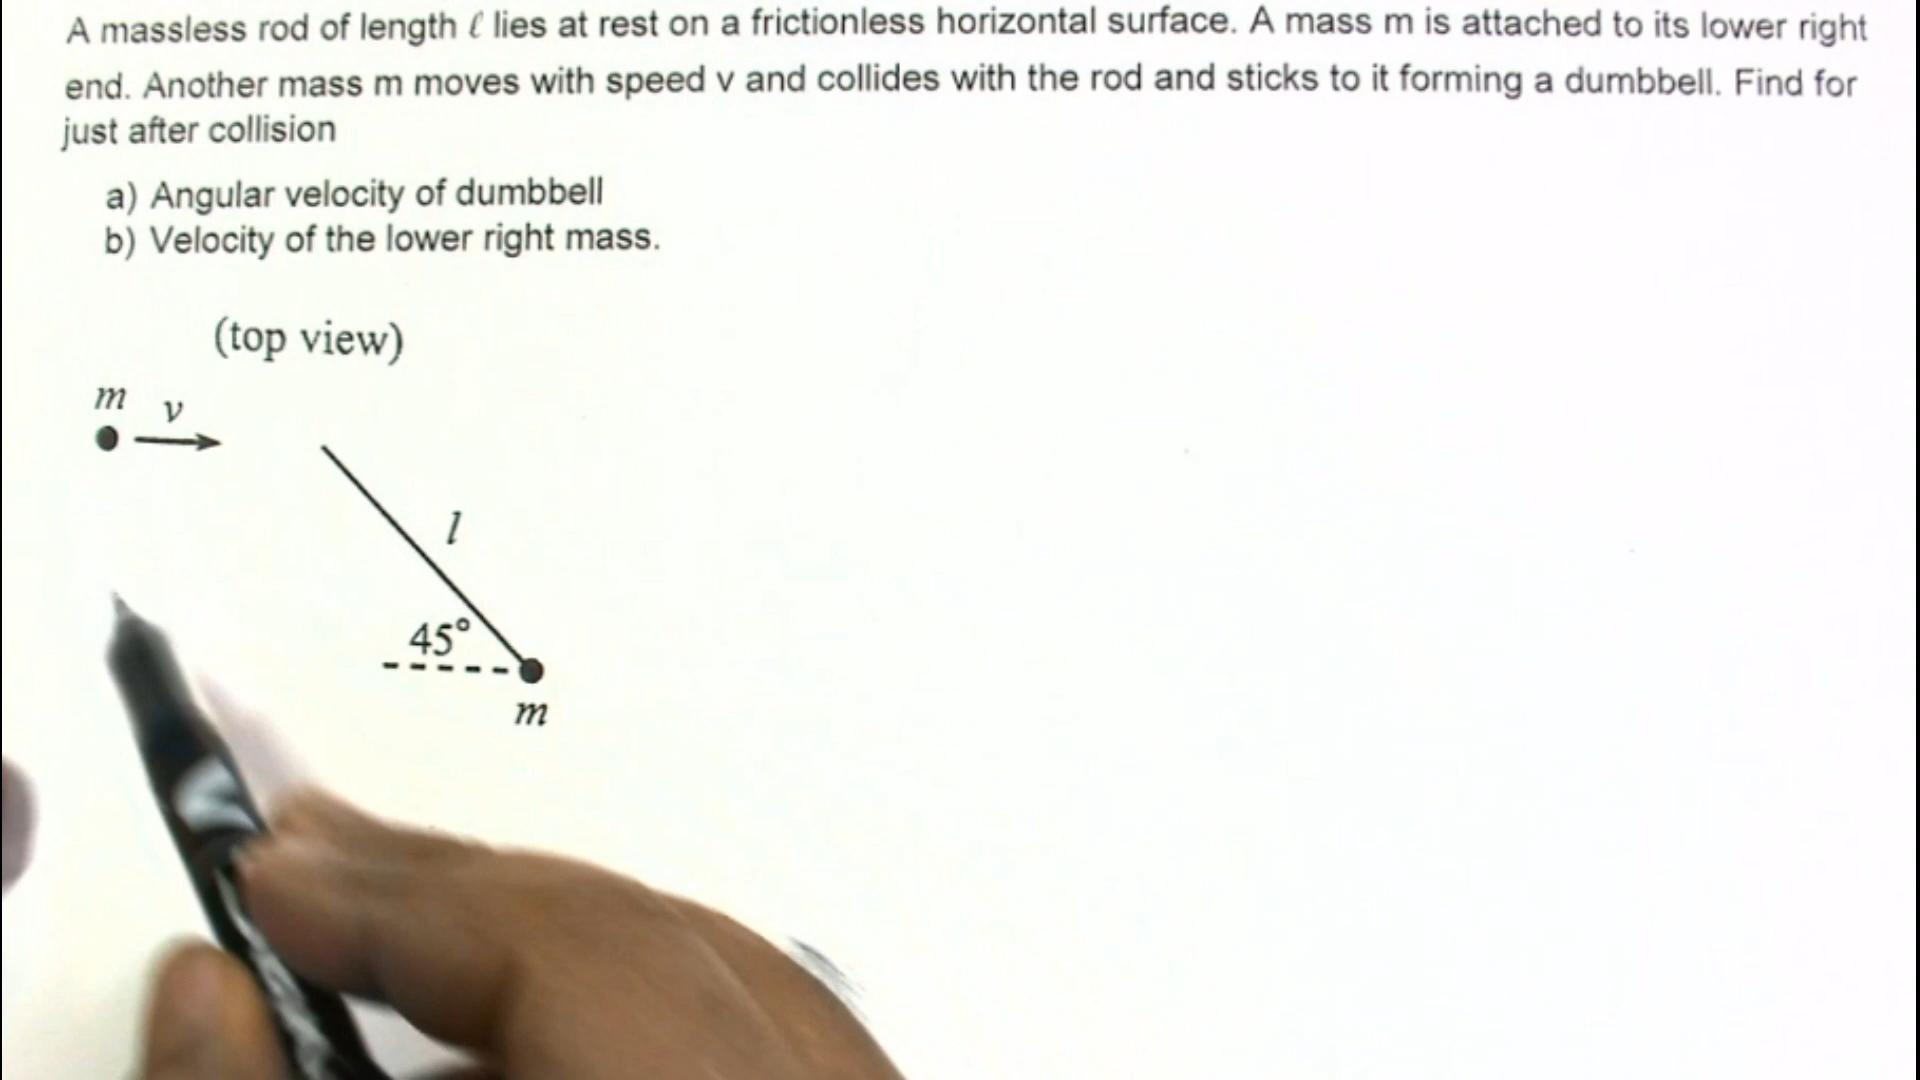 A massless rod of length ℓ lies at rest on a frictionless horizontal surface. A mass m is attached to its lower right
end. Another mass m moves with speed v and collides with the rod and sticks to it forming a dumbbell. Find for
just after collision
a) Angular velocity of dumbbell
b) Velocity of the lower right mass.
(top view)
m v
l
45°
m